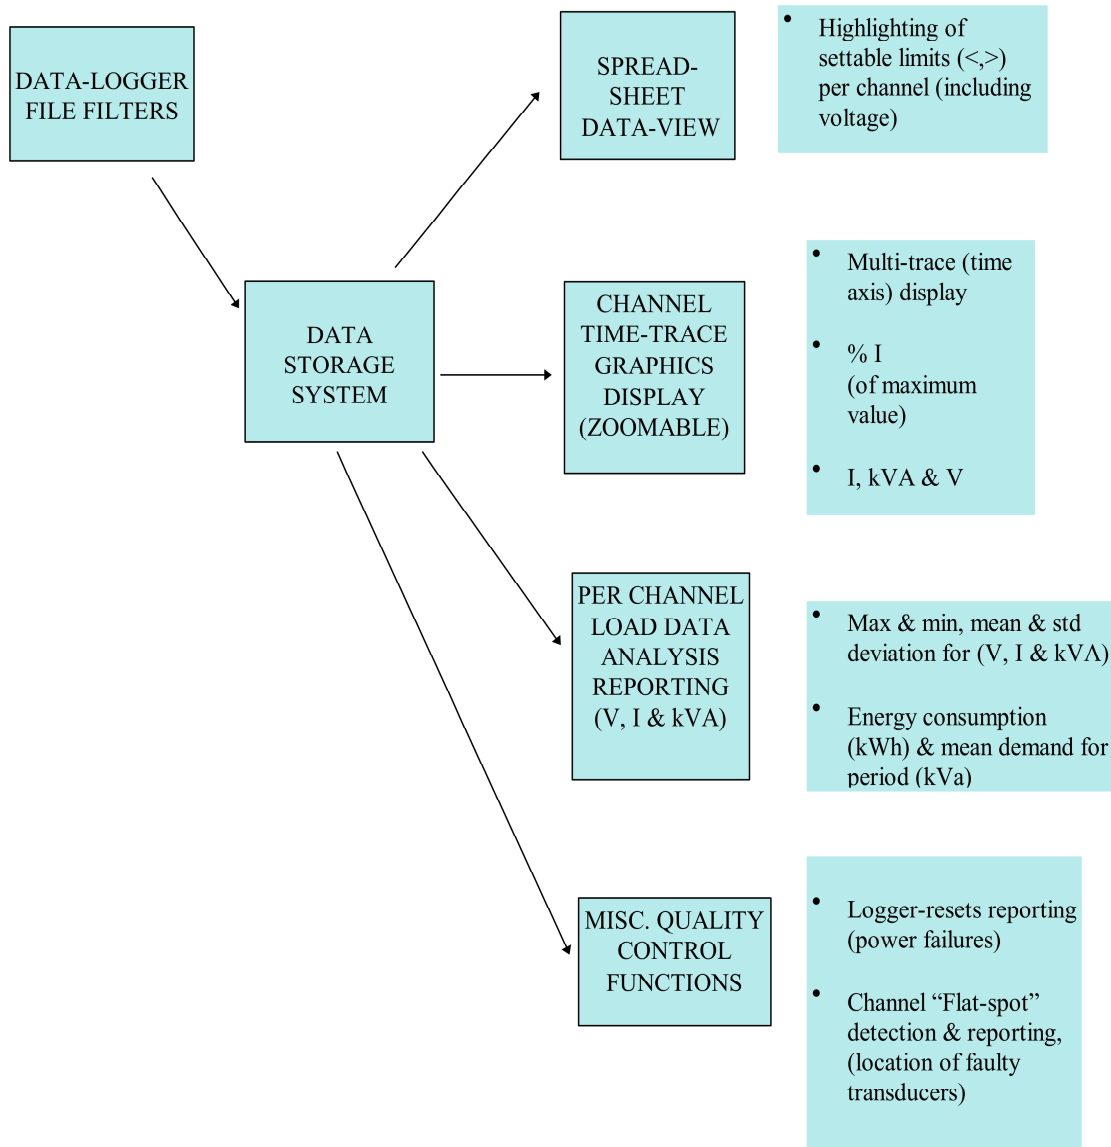 DATA-LOGGER
FILE FILTERS
SPREAD-
SHEET
DATA-VIEW
• Highlighting of
settable limits (<,>)
per channel (including
voltage)
DATA
STORAGE
SYSTEM
CHANNEL
TIME-TRACE
GRAPHICS
DISPLAY
(ZOOMABLE)
• Multi-trace (time
axis) display
• % I
(of maximum
value)
• I, kVA & V
PER CHANNEL
LOAD DATA
ANALYSIS
REPORTING
(V, I & kVA)
• Max & min, mean & std
deviation for (V, I & kVA)
• Energy consumption
(kWh) & mean demand for
period (kVa)
MISC. QUALITY
CONTROL
FUNCTIONS
• Logger-resets reporting
(power failures)
• Channel “Flat-spot”
detection & reporting,
(location of faulty
transducers)